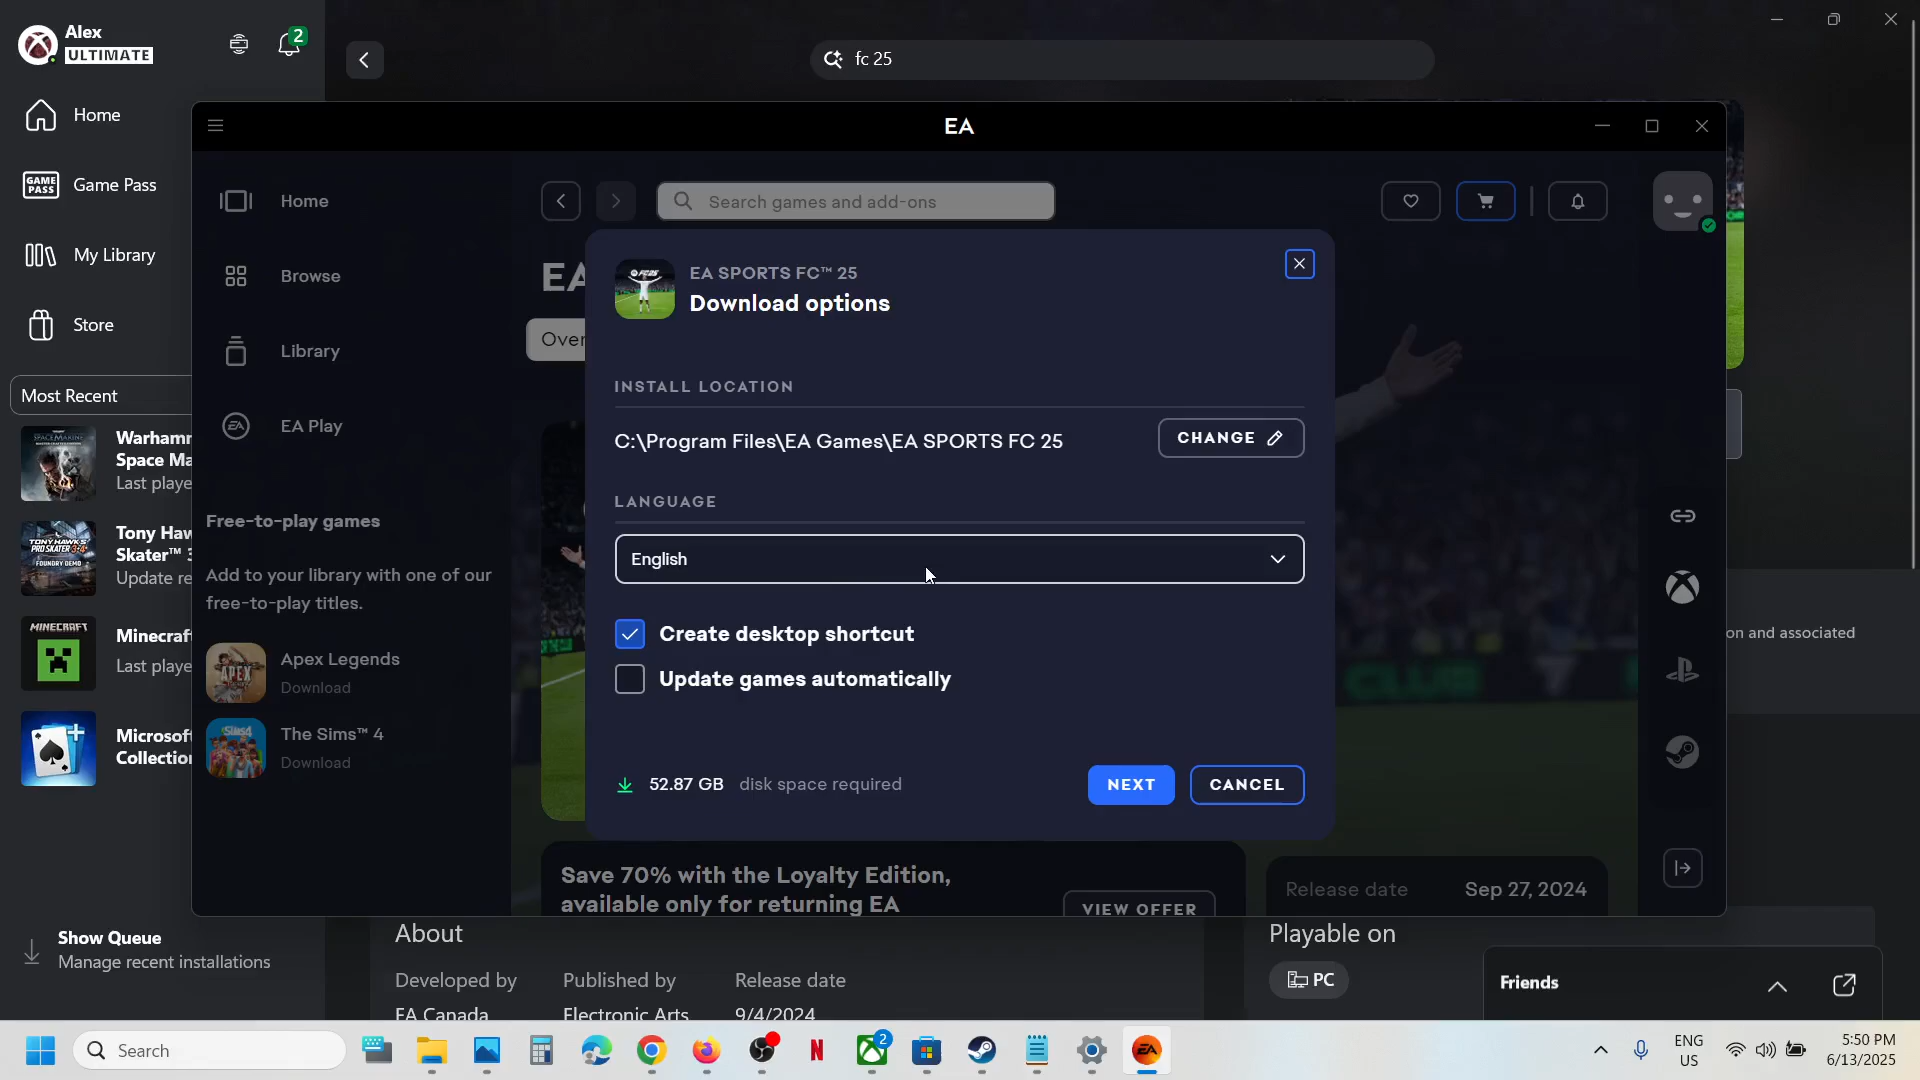 Alex
ULTIMATE
2
fc 25
Home
Game Pass
GAME PASS
My Library
Store
Most Recent
Warhamm
Space Ma
Last playe
Tony Haw
Skater™ 3
Update re
Minecraf
Last playe
Microsof
Collection
Show Queue
Manage recent installations
EA
Home
Browse
Library
EA Play
Free-to-play games
Add to your library with one of our
free-to-play titles.
Apex Legends
Download
The Sims™ 4
Download
Search games and add-ons
EA
Over
EA SPORTS FC™ 25
Download options
INSTALL LOCATION
C:\Program Files\EA Games\EA SPORTS FC 25
CHANGE
LANGUAGE
English
Create desktop shortcut
Update games automatically
52.87 GB disk space required
NEXT
CANCEL
Save 70% with the Loyalty Edition,
available only for returning EA
VIEW OFFER
Release date
Sep 27, 2024
on and associated
CLUB
About
Developed by
EA Canada
Published by
Electronic Arts
Release date
9/4/2024
Playable on
PC
Friends
Search
2
ENG
US
5:50 PM
6/13/2025